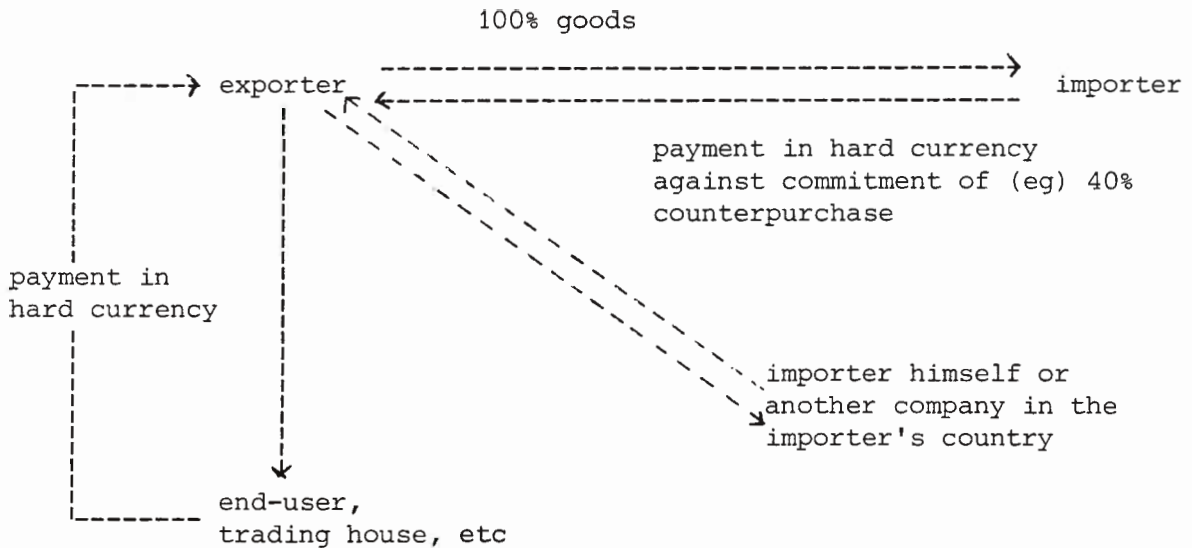 100% goods
exporter
importer
payment in hard currency
against commitment of (eg) 40%
counterpurchase
payment in
hard currency
importer himself or
another company in the
importer's country
end-user,
trading house, etc